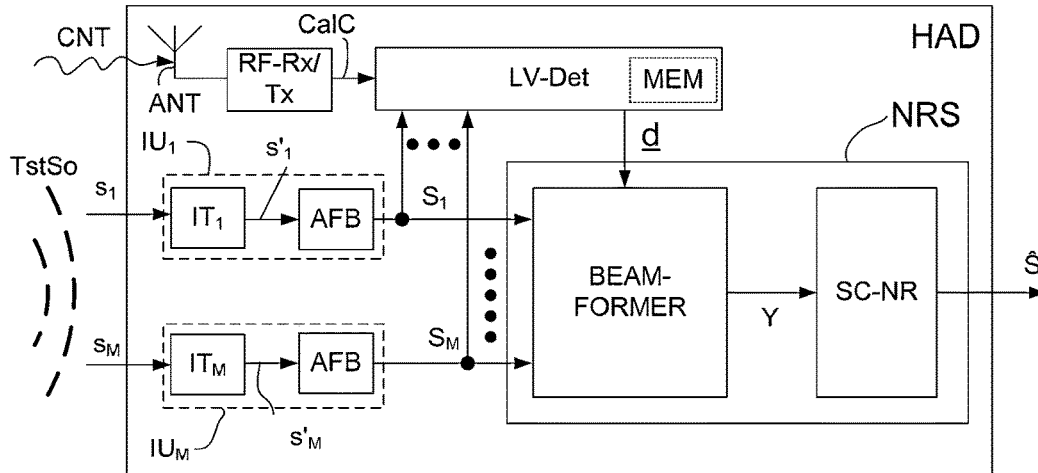 CNT
CalC
HAD
ANT
RF-Rx/
Tx
LV-Det
MEM
NRS
d
IU1
s'1
TstSo
s1
IT1
AFB
S1
BEAM-
FORMER
Y
SC-NR
Ŝ
sM
ITM
AFB
SM
s'M
IUM